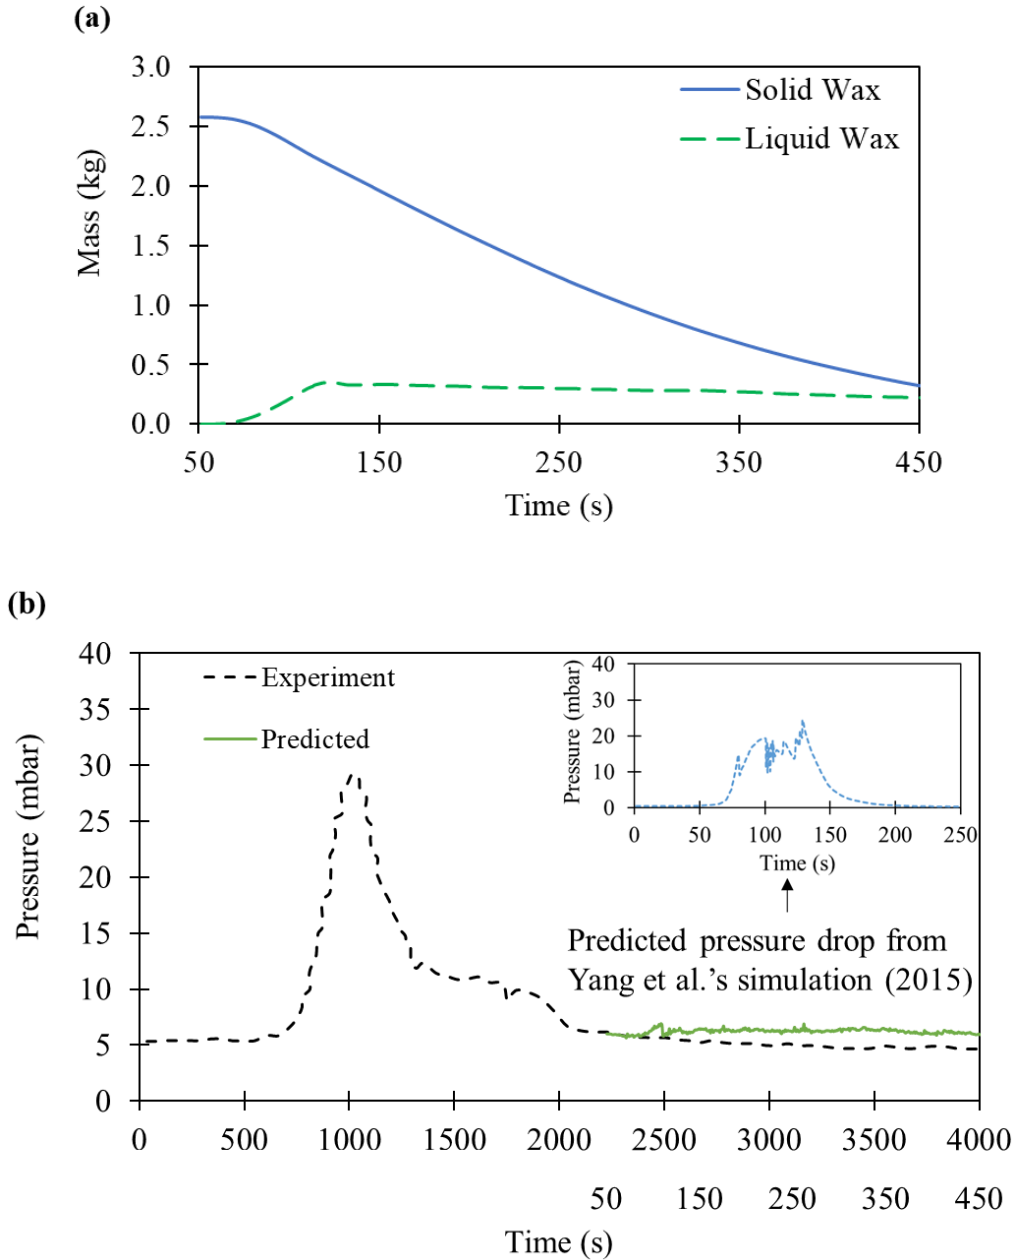 (a)
3.0
2.5
2.0
1.5
1.0
0.5
0.0
Mass (kg)
Solid Wax
Liquid Wax
50 150 250 350 450
Time (s)
(b)
40
35
30
25
20
15
10
5
0
Pressure (mbar)
Experiment
Predicted
40
30
20
10
0
Pressure (mbar)
0 50 100 150 200 250
Time (s)
Predicted pressure drop from
Yang et al.’s simulation (2015)
0 500 1000 1500 2000 2500 3000 3500 4000
50 150 250 350 450
Time (s)